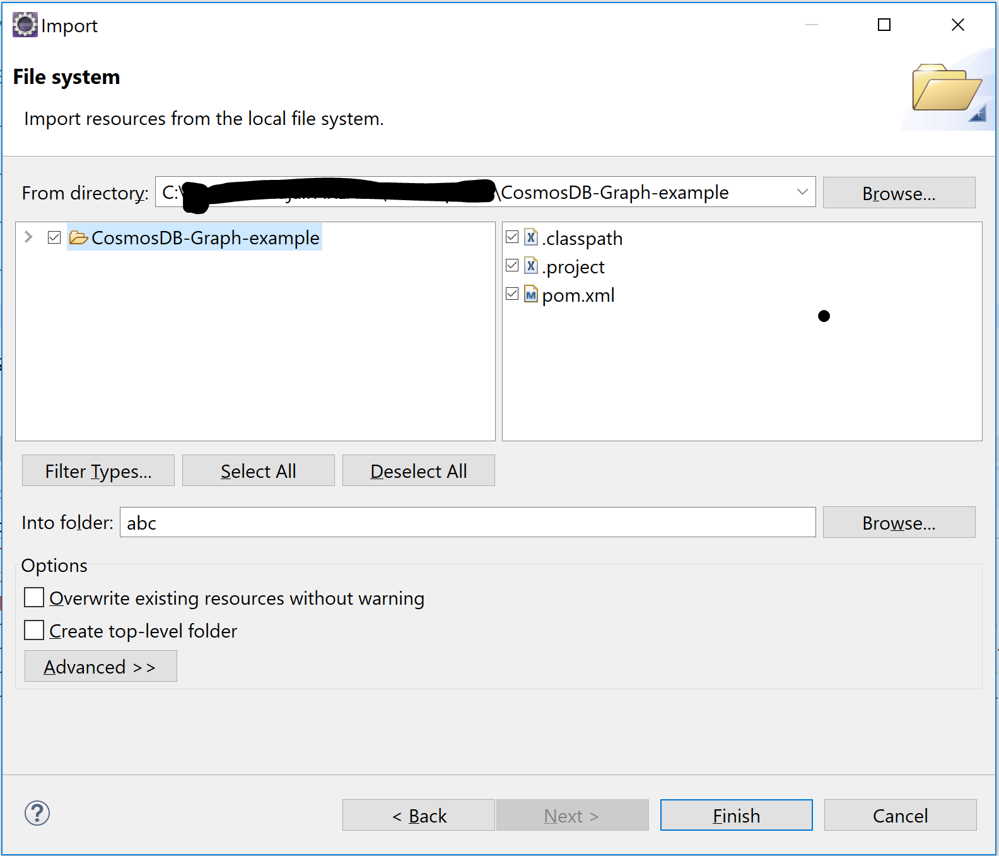 Import
File system
Import resources from the local file system.
From directory: C:\ \CosmosDB-Graph-example Browse...
CosmosDB-Graph-example
.classpath
.project
pom.xml
Filter Types... Select All Deselect All
Into folder: abc Browse...
Options
Overwrite existing resources without warning
Create top-level folder
Advanced >>
? < Back Next > Finish Cancel